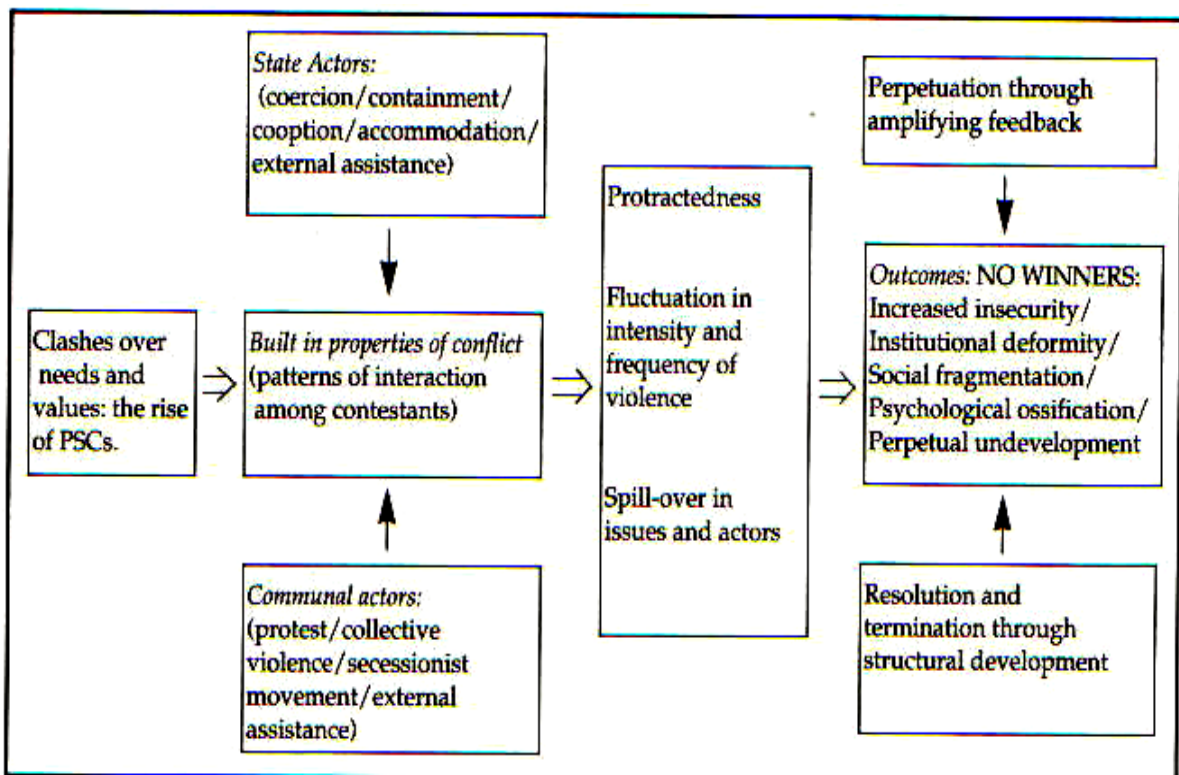 State Actors:
(coercion/containment/
cooption/accommodation/
external assistance)
Perpetuation through
amplifying feedback
Clashes over
needs and
values: the rise
of PSCs.
Built in properties of conflict
(patterns of interaction
among contestants)
Protractedness
Fluctuation in
intensity and
frequency of
violence
Spill-over in
issues and actors
Outcomes: NO WINNERS:
Increased insecurity/
Institutional deformity/
Social fragmentation/
Psychological ossification/
Perpetual undevelopment
Communal actors:
(protest/collective
violence/secessionist
movement/external
assistance)
Resolution and
termination through
structural development